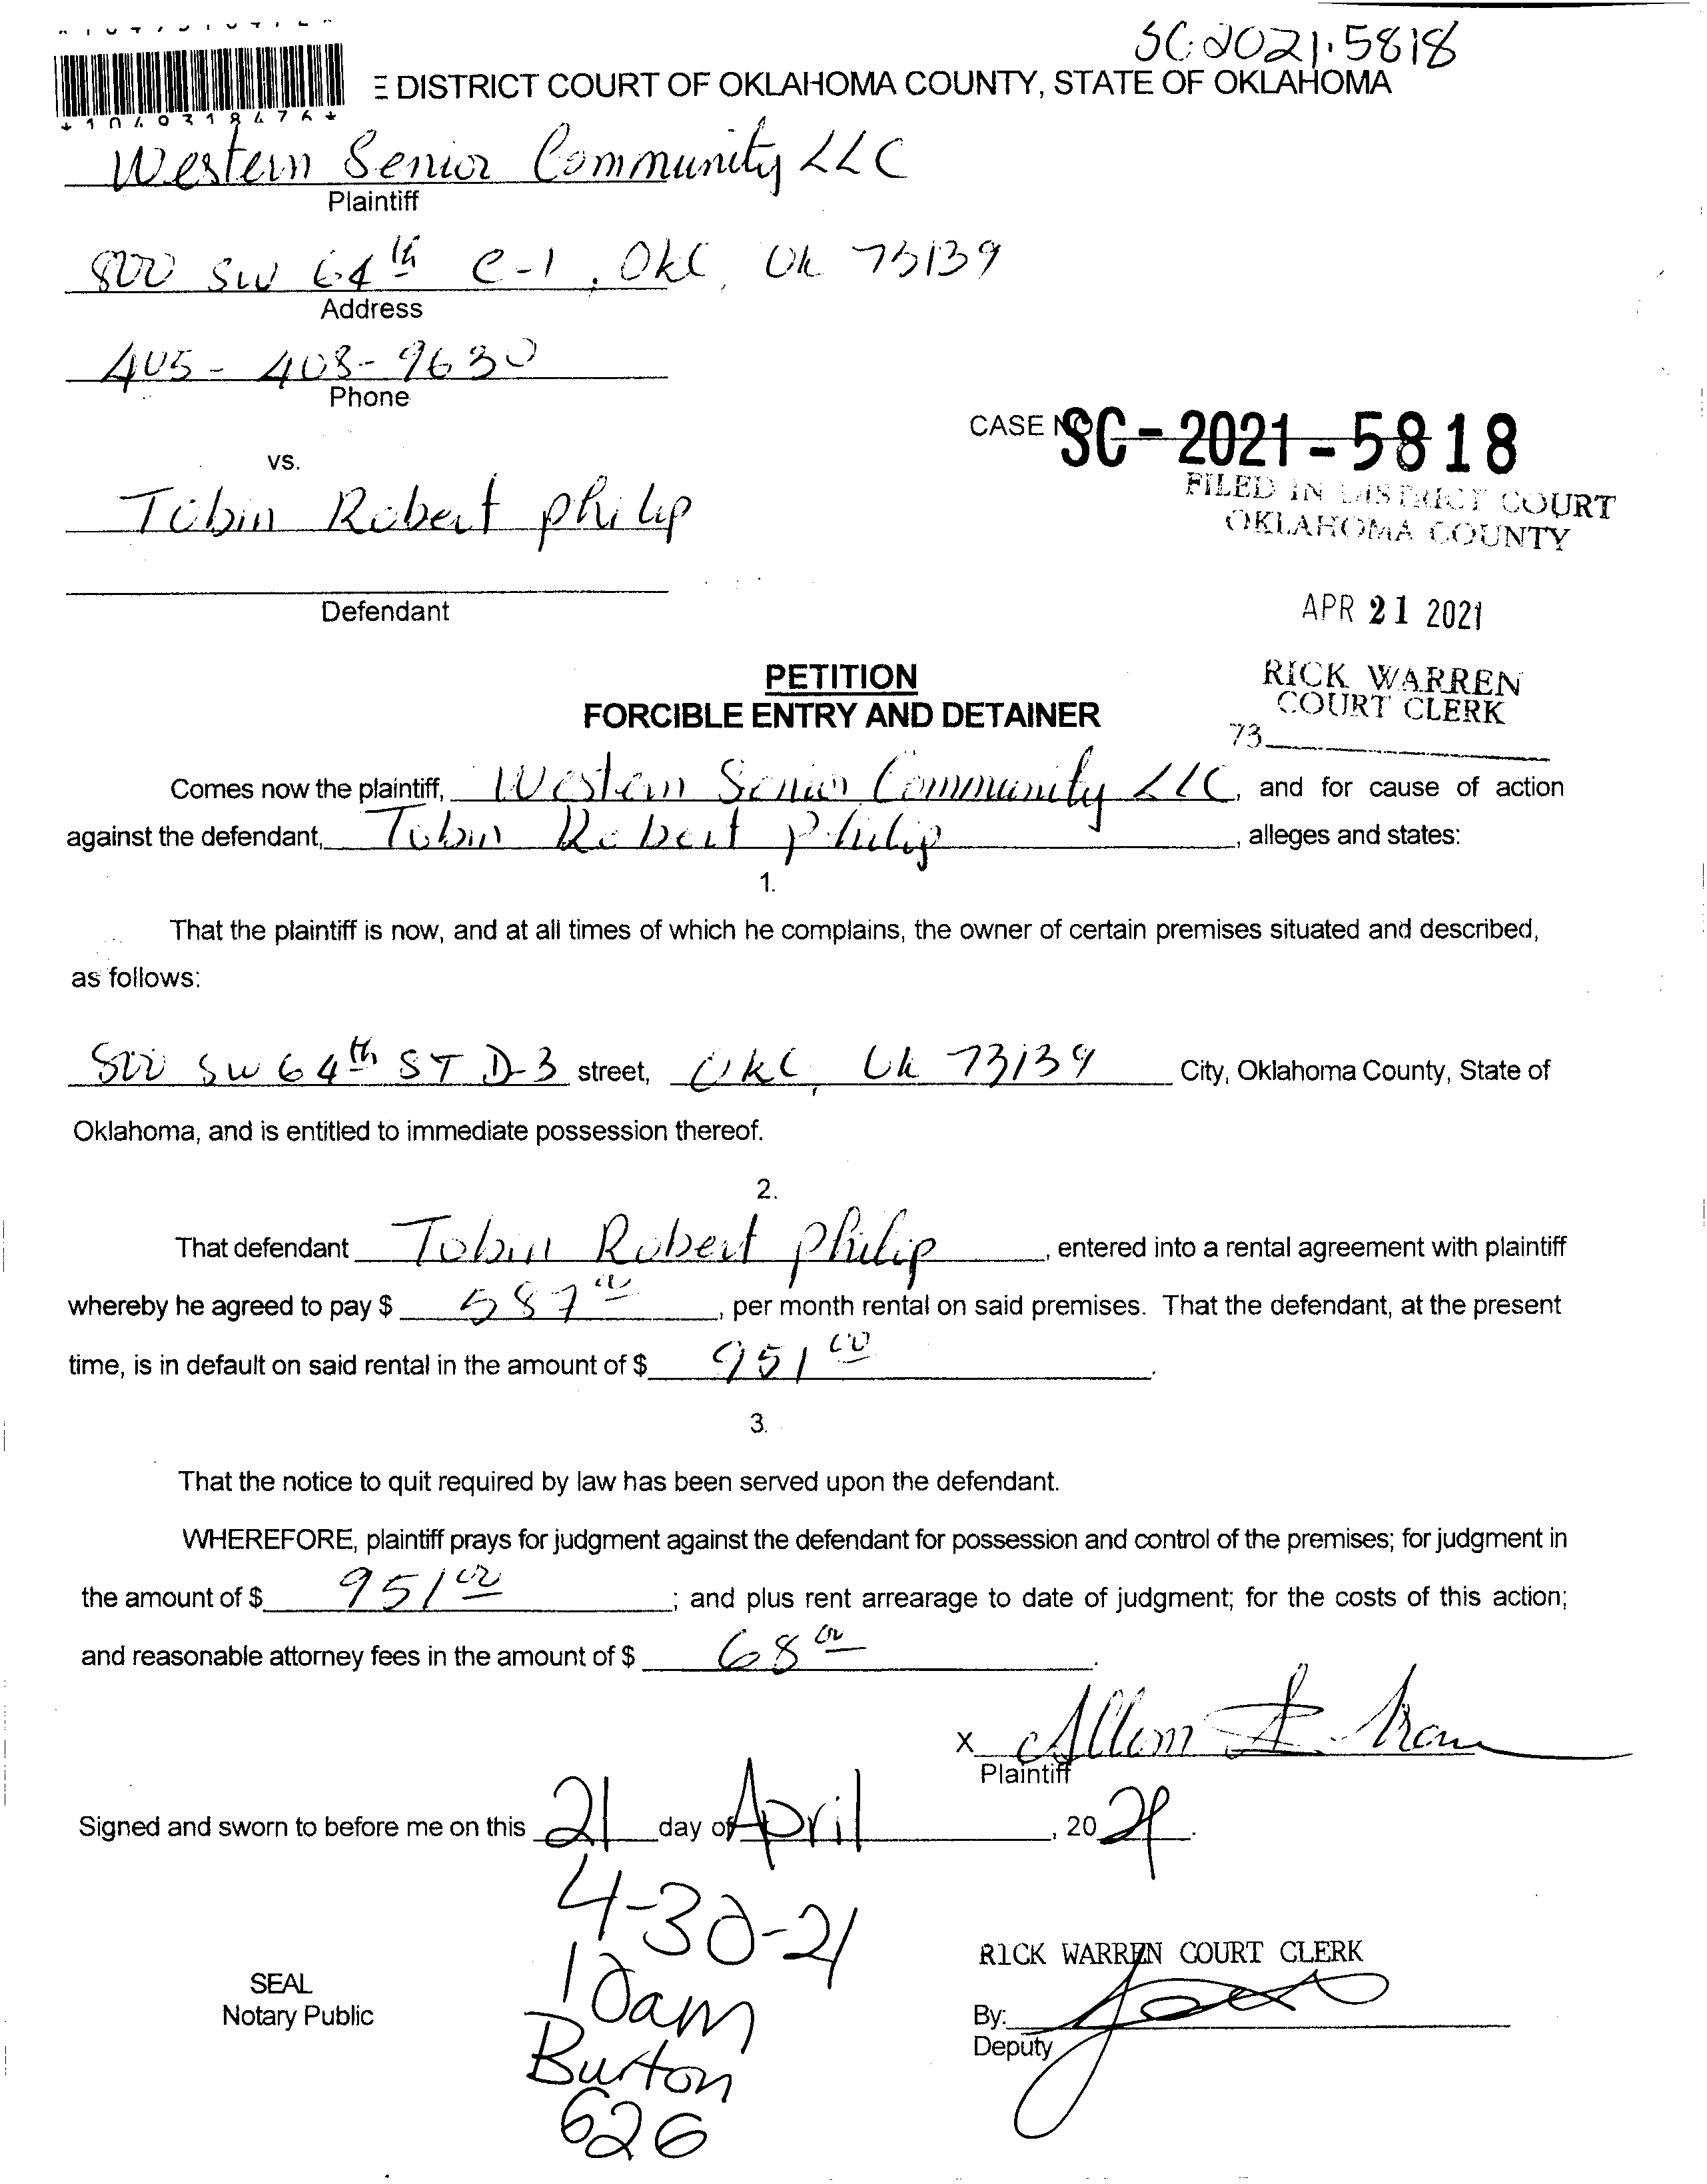 SC-2021-5818
E DISTRICT COURT OF OKLAHOMA COUNTY, STATE OF OKLAHOMA
Western Senior Community LLC
Plaintiff
800 SW 64th C-1, OKC, Ok 73139
Address
405-408-9630
Phone
CASE NO SC-2021-5818
FILED IN DISTRICT COURT
OKLAHOMA COUNTY
vs.
Tobin Robert Philip
Defendant
APR 21 2021
RICK WARREN
COURT CLERK
73
PETITION
FORCIBLE ENTRY AND DETAINER
Comes now the plaintiff, Western Senior Community LLC, and for cause of action
against the defendant, Tobin Robert Philip, alleges and states:
1.
That the plaintiff is now, and at all times of which he complains, the owner of certain premises situated and described,
as follows:
800 SW 64th ST D-3 street, OKC, Ok 73139 City, Oklahoma County, State of
Oklahoma, and is entitled to immediate possession thereof.
2.
That defendant Tobin Robert Philip, entered into a rental agreement with plaintiff
whereby he agreed to pay $ 587 00, per month rental on said premises. That the defendant, at the present
time, is in default on said rental in the amount of $ 951 00.
3.
That the notice to quit required by law has been served upon the defendant.
WHEREFORE, plaintiff prays for judgment against the defendant for possession and control of the premises; for judgment in
the amount of $ 951 00; and plus rent arrearage to date of judgment; for the costs of this action;
and reasonable attorney fees in the amount of $ 68 00.
X
Plaintiff
Signed and sworn to before me on this 21 day of April, 2021.
4-30-21
10am
Burton
626
SEAL
Notary Public
RICK WARREN COURT CLERK
By:
Deputy